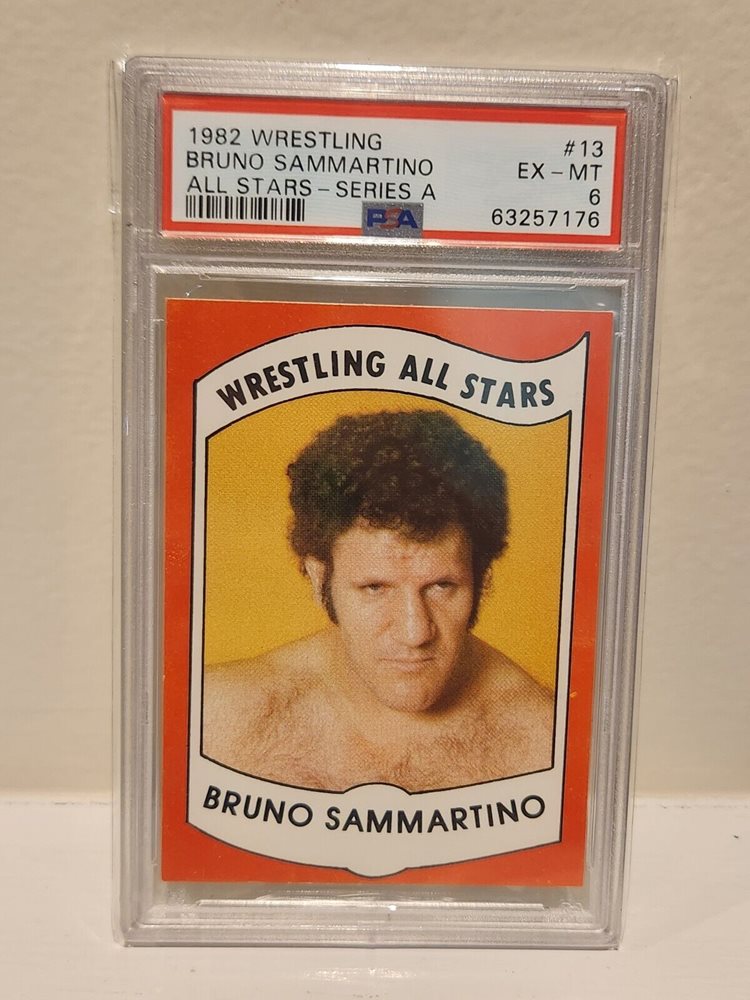 1982 WRESTLING #13
BRUNO SAMMARTINO EX - MT
ALL STARS - SERIES A 6
PSA 63257176
WRESTLING ALL STARS
BRUNO SAMMARTINO